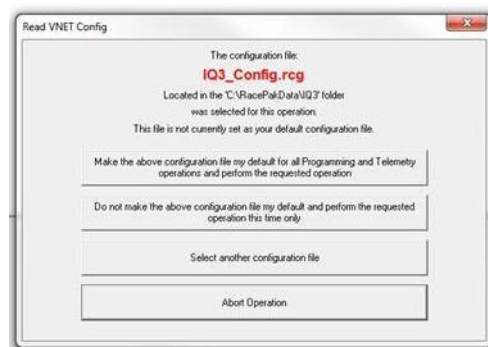 Read VNET Config
The configuration file:
IQ3_Config.rcg
Located in the 'C:\RacePakData\IQ3' folder
was selected for this operation.
This file is not currently set as your default configuration file.
Make the above configuration file my default for all Programming and Telemetry
operations and perform the requested operation
Do not make the above configuration file my default and perform the requested
operation this time only
Select another configuration file
Abort Operation